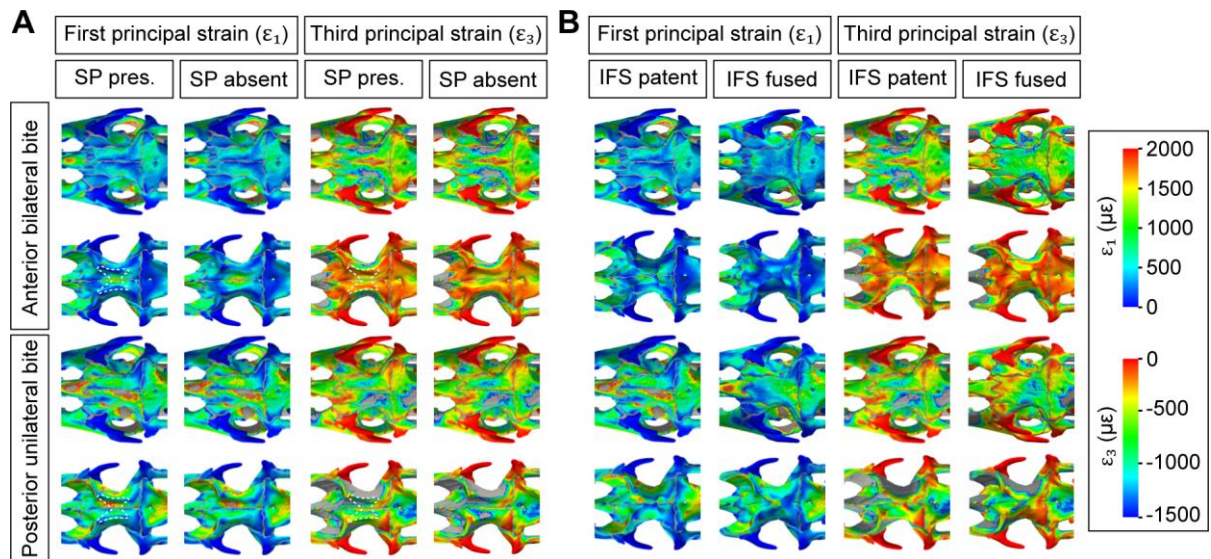 A
First principal strain (ε₁)
Third principal strain (ε₃)
SP pres.
SP absent
SP pres.
SP absent
Anterior bilateral bite
Posterior unilateral bite
B
First principal strain (ε₁)
Third principal strain (ε₃)
IFS patent
IFS fused
IFS patent
IFS fused
ε₁ (µε)
2000
1500
1000
500
0
ε₃ (µε)
0
-500
-1000
-1500